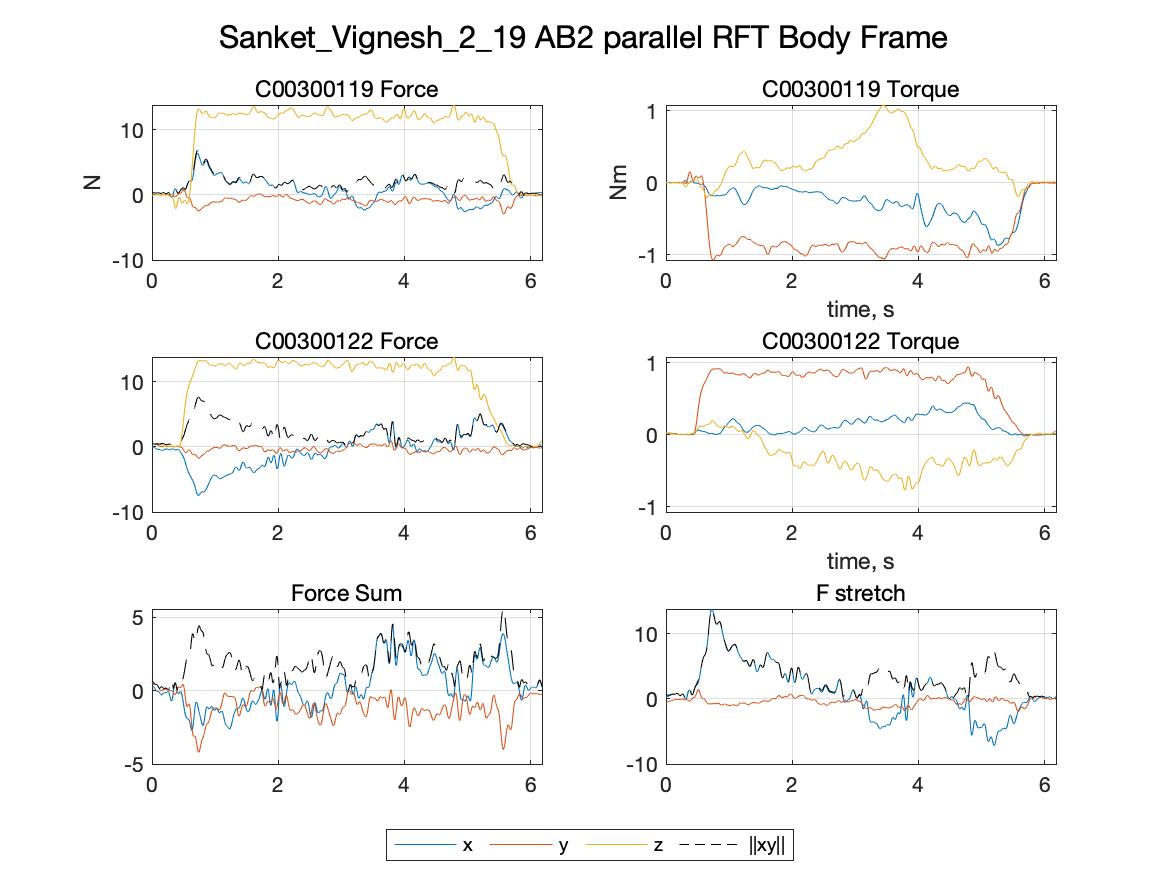 Sanket_Vignesh_2_19 AB2 parallel RFT Body Frame
C00300119 Force
10
0
-10
N
0 2 4 6
C00300119 Torque
1
0
-1
Nm
0 2 4 6
time, s
C00300122 Force
10
0
-10
0 2 4 6
C00300122 Torque
1
0
-1
0 2 4 6
time, s
Force Sum
5
0
-5
0 2 4 6
F stretch
10
0
-10
0 2 4 6
x y z ||xy||